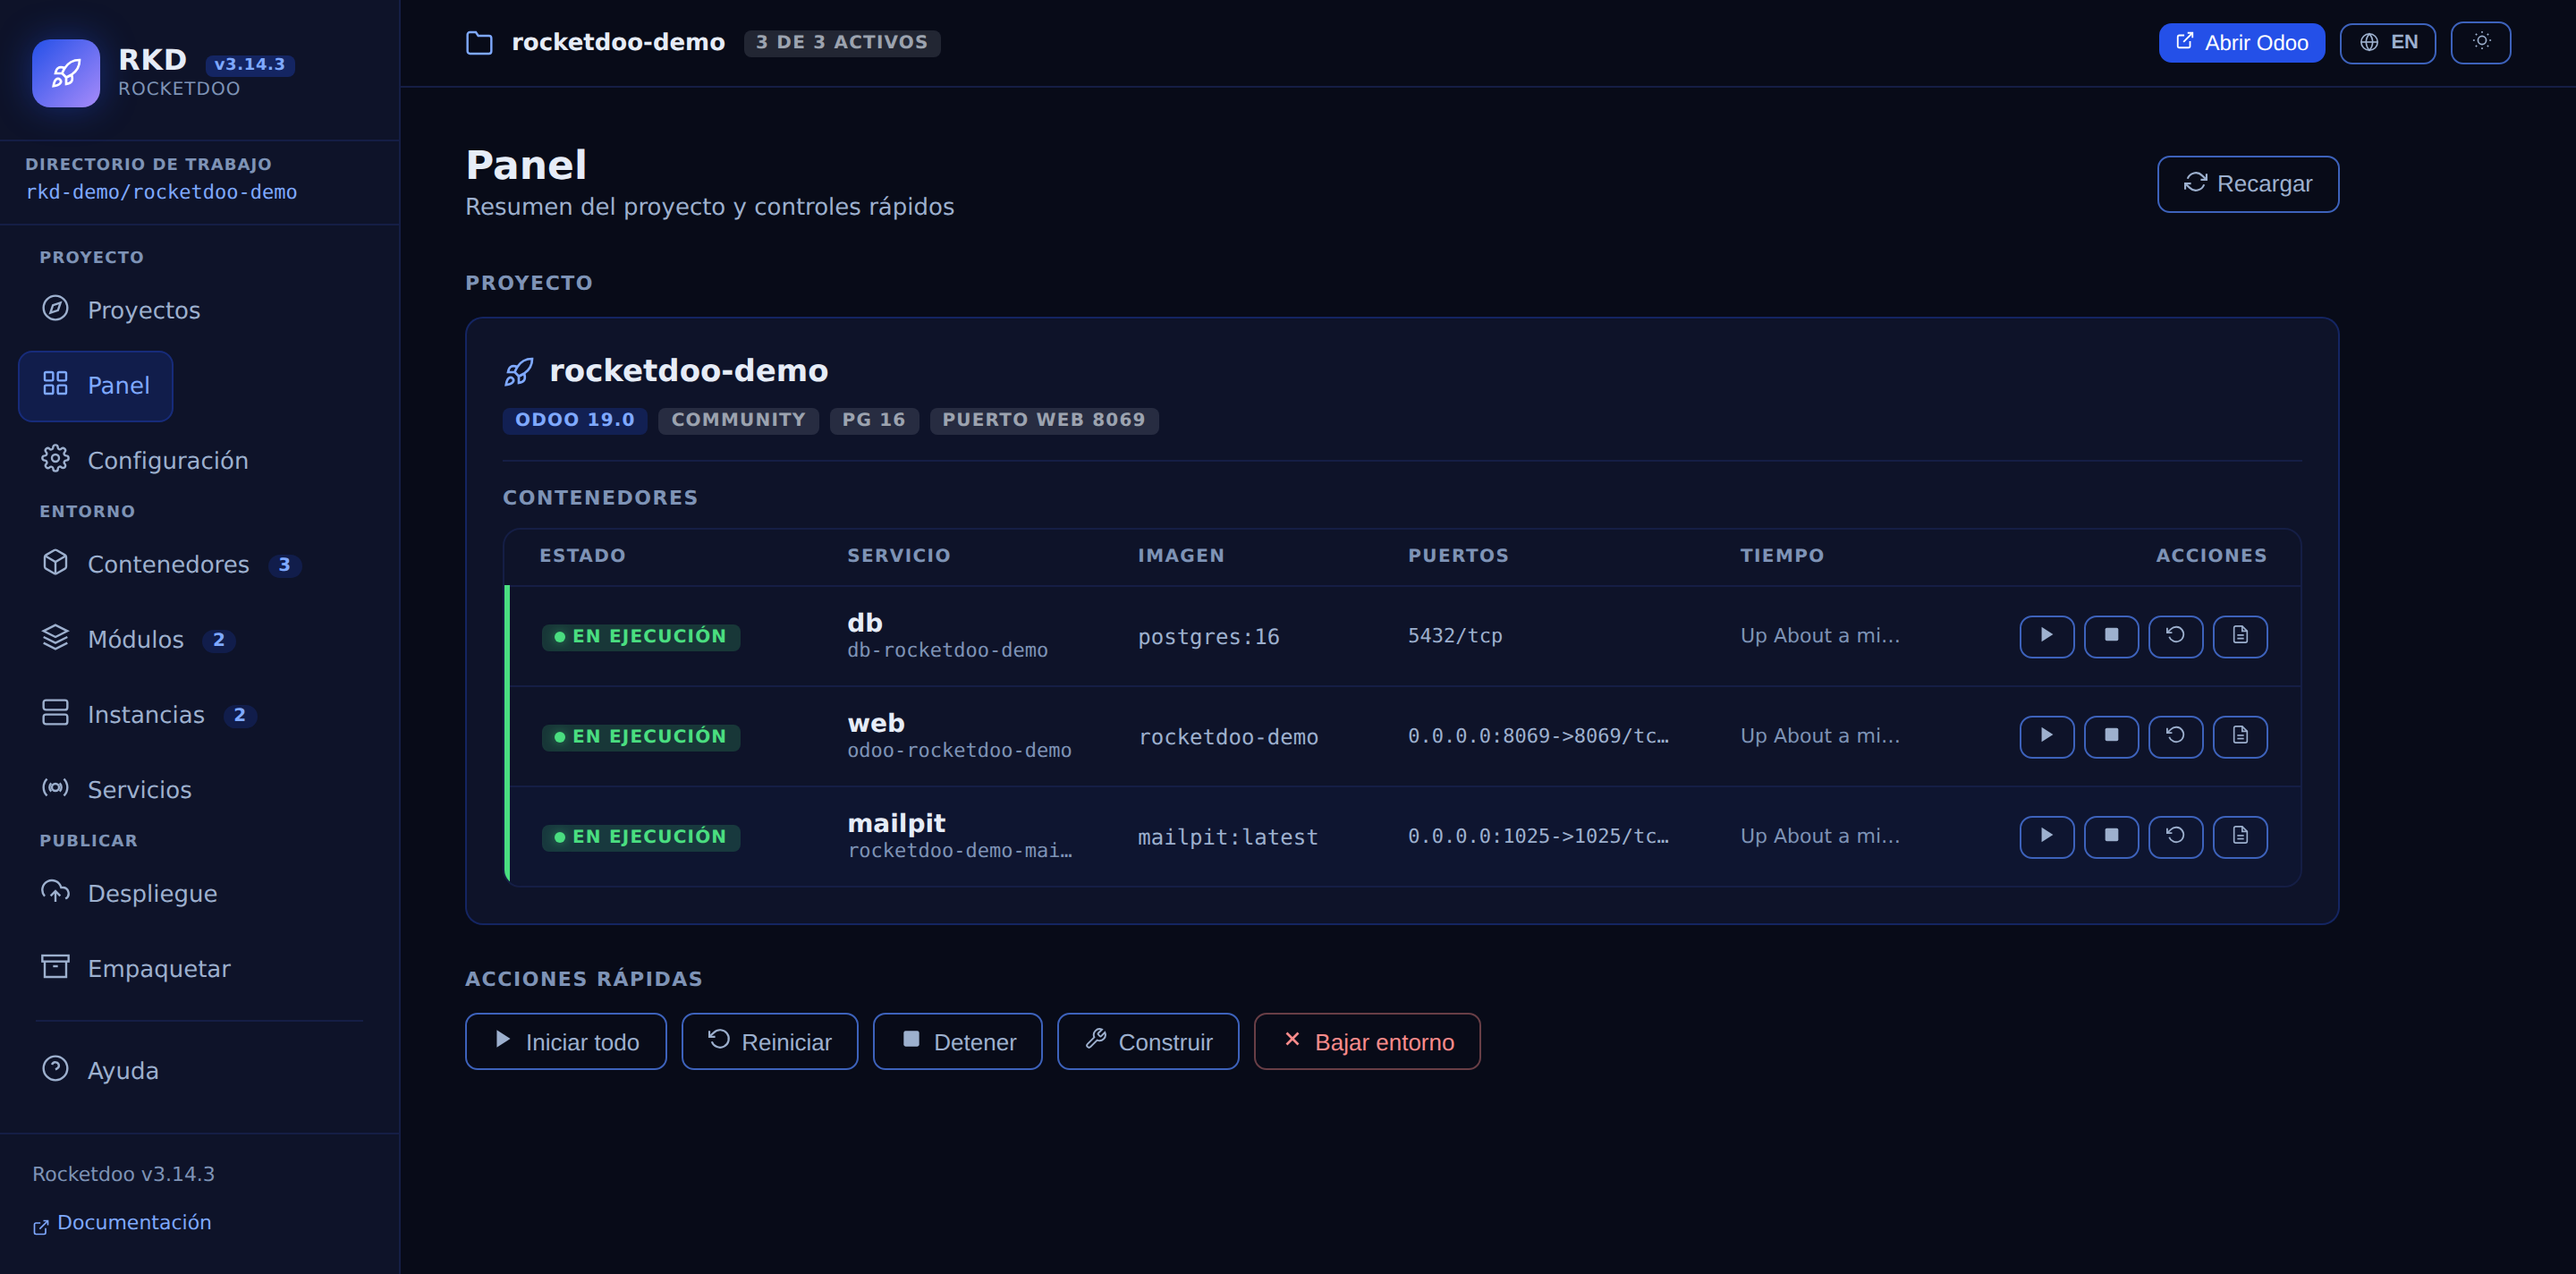 RKD v3.14.3
ROCKETDOO
DIRECTORIO DE TRABAJO
rkd-demo/rocketdoo-demo
PROYECTO
Proyectos
Panel
Configuración
ENTORNO
Contenedores 3
Módulos 2
Instancias 2
Servicios
PUBLICAR
Despliegue
Empaquetar
Ayuda
Rocketdoo v3.14.3
Documentación
rocketdoo-demo 3 DE 3 ACTIVOS
Abrir Odoo EN
Panel
Resumen del proyecto y controles rápidos
Recargar
PROYECTO
rocketdoo-demo
ODOO 19.0 COMMUNITY PG 16 PUERTO WEB 8069
CONTENEDORES
ESTADO SERVICIO IMAGEN PUERTOS TIEMPO ACCIONES
EN EJECUCIÓN db postgres:16 5432/tcp Up About a mi…
db-rocketdoo-demo
EN EJECUCIÓN web rocketdoo-demo 0.0.0.0:8069->8069/tc… Up About a mi…
odoo-rocketdoo-demo
EN EJECUCIÓN mailpit mailpit:latest 0.0.0.0:1025->1025/tc… Up About a mi…
rocketdoo-demo-mai…
ACCIONES RÁPIDAS
Iniciar todo Reiniciar Detener Construir Bajar entorno